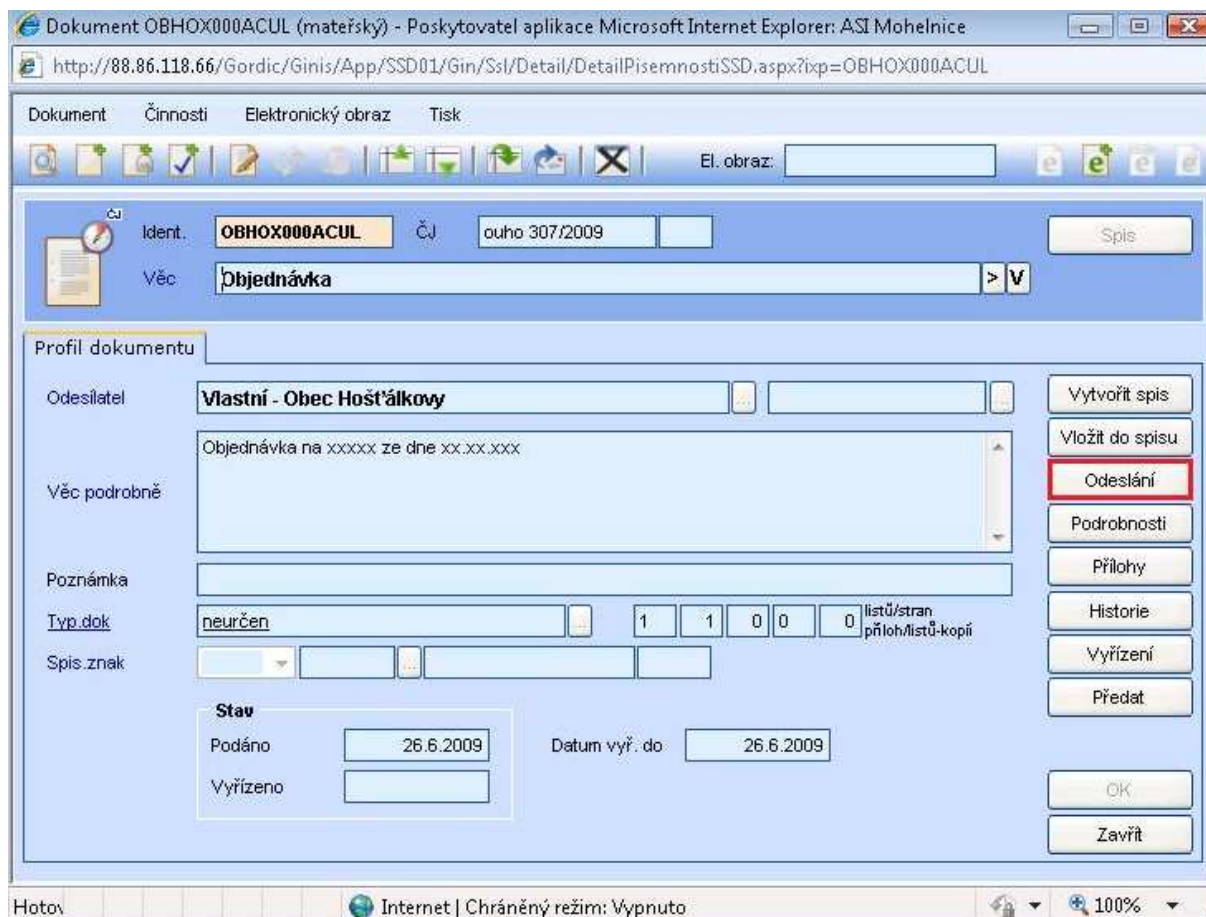 Dokument OBHOX000ACUL (mateřský) - Poskytovatel aplikace Microsoft Internet Explorer: ASI Mohelnice
http://88.86.118.66/Gordic/Ginis/App/SSD01/Gin/Ssl/Detail/DetailPisemnostiSSD.aspx?ixp=OBHOX000ACUL
Dokument Činnosti Elektronický obraz Tisk
El. obraz:
ČJ
Ident. OBHOX000ACUL ČJ ouho 307/2009 Spis
Věc Objednávka > V
Profil dokumentu
Odesílatel Vlastní - Obec Hošt'álkovy ... ... Vytvořit spis
Vložit do spisu
Objednávka na xxxxx ze dne xx.xx.xxx
Odeslání
Věc podrobně
Podrobnosti
Přílohy
Poznámka
Typ.dok neurčen ... 1 1 0 0 0 listů/stran Historie
příloh/listů-kopií
Spis.znak ... Vyřízení
Předat
Stav
Podáno 26.6.2009 Datum vyř. do 26.6.2009
Vyřízeno
OK
Zavřít
Hotov Internet | Chráněný režim: Vypnuto 100%